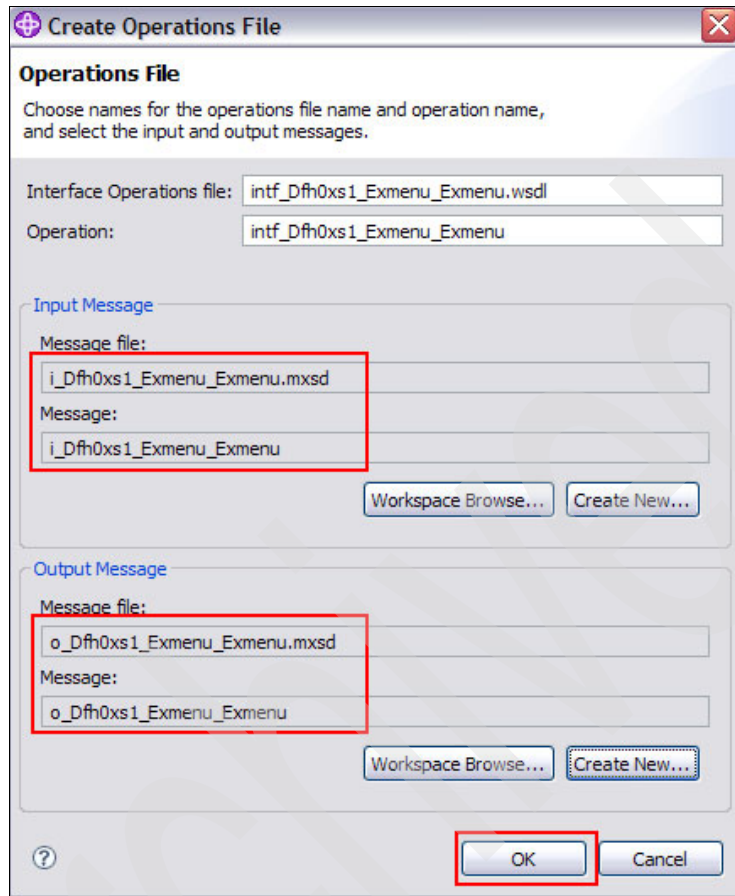 Create Operations File
Operations File
Choose names for the operations file name and operation name,
and select the input and output messages.
Interface Operations file: intf_Dfh0xs1_Exmenu_Exmenu.wsdl
Operation: intf_Dfh0xs1_Exmenu_Exmenu
Input Message
Message file:
i_Dfh0xs1_Exmenu_Exmenu.mxsd
Message:
i_Dfh0xs1_Exmenu_Exmenu
Workspace Browse... Create New...
Output Message
Message file:
o_Dfh0xs1_Exmenu_Exmenu.mxsd
Message:
o_Dfh0xs1_Exmenu_Exmenu
Workspace Browse... Create New...
? OK Cancel